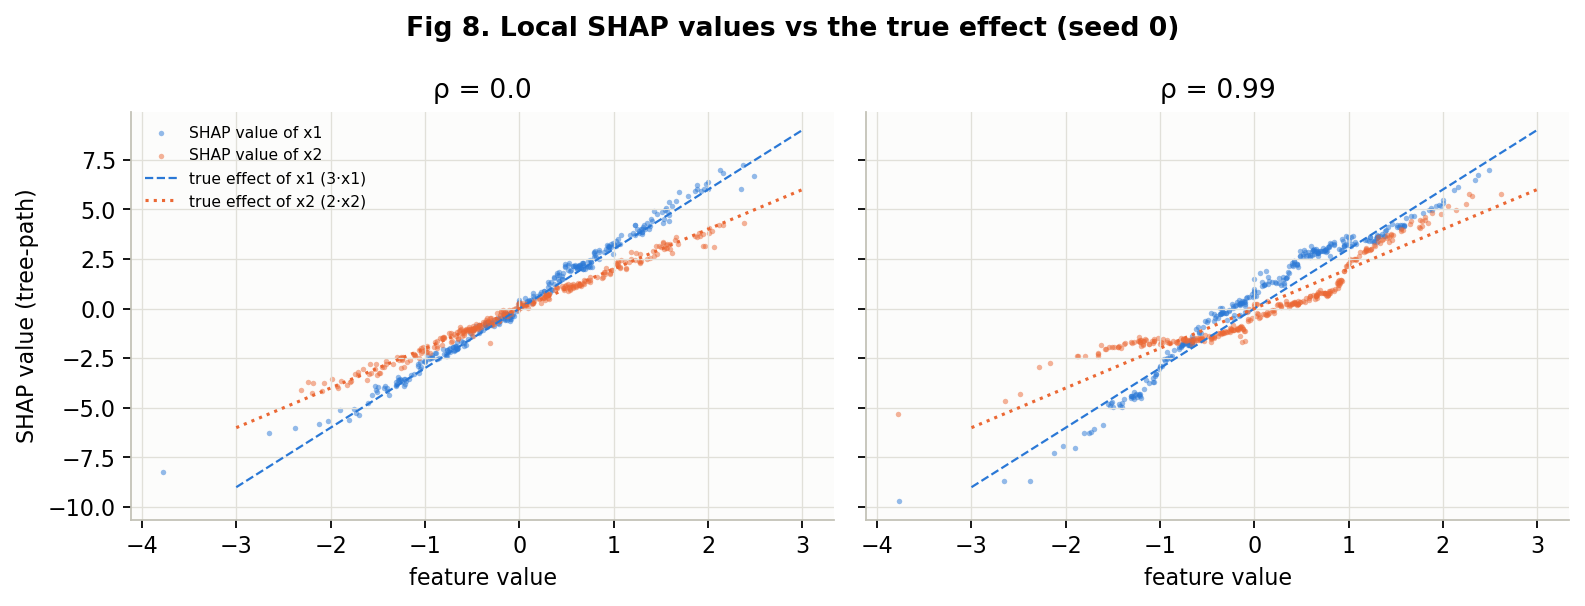 Fig 8. Local SHAP values vs the true effect (seed 0)
ρ = 0.0
ρ = 0.99
SHAP value of x1
SHAP value of x2
true effect of x1 (3·x1)
true effect of x2 (2·x2)
SHAP value (tree-path)
7.5
5.0
2.5
0.0
−2.5
−5.0
−7.5
−10.0
−4 −3 −2 −1 0 1 2 3
−4 −3 −2 −1 0 1 2 3
feature value
feature value